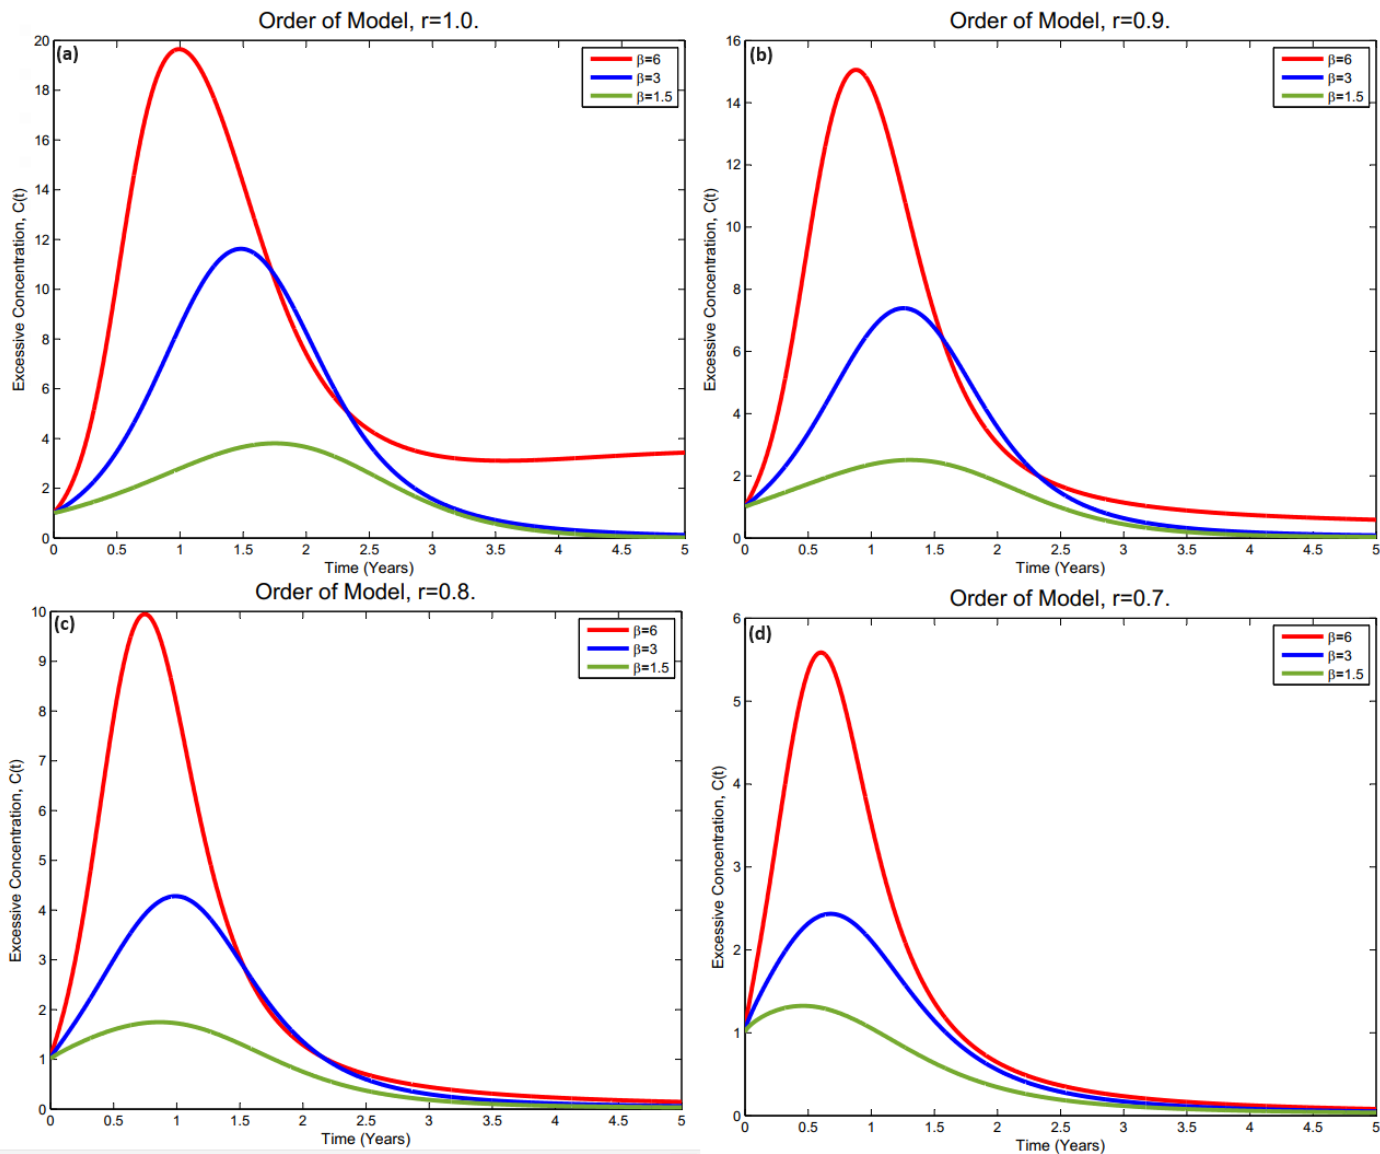 Order of Model, r=1.0.
(a)
β=6
β=3
β=1.5
20
18
16
14
12
10
8
6
4
2
0
Excessive Concentration, C(t)
0 0.5 1 1.5 2 2.5 3 3.5 4 4.5 5
Time (Years)
Order of Model, r=0.9.
(b)
β=6
β=3
β=1.5
16
14
12
10
8
6
4
2
0
Excessive Concentration, C(t)
0 0.5 1 1.5 2 2.5 3 3.5 4 4.5 5
Time (Years)
Order of Model, r=0.8.
(c)
β=6
β=3
β=1.5
10
9
8
7
6
5
4
3
2
1
0
Excessive Concentration, C(t)
0 0.5 1 1.5 2 2.5 3 3.5 4 4.5 5
Time (Years)
Order of Model, r=0.7.
(d)
β=6
β=3
β=1.5
6
5
4
3
2
1
0
Excessive Concentration, C(t)
0 0.5 1 1.5 2 2.5 3 3.5 4 4.5 5
Time (Years)